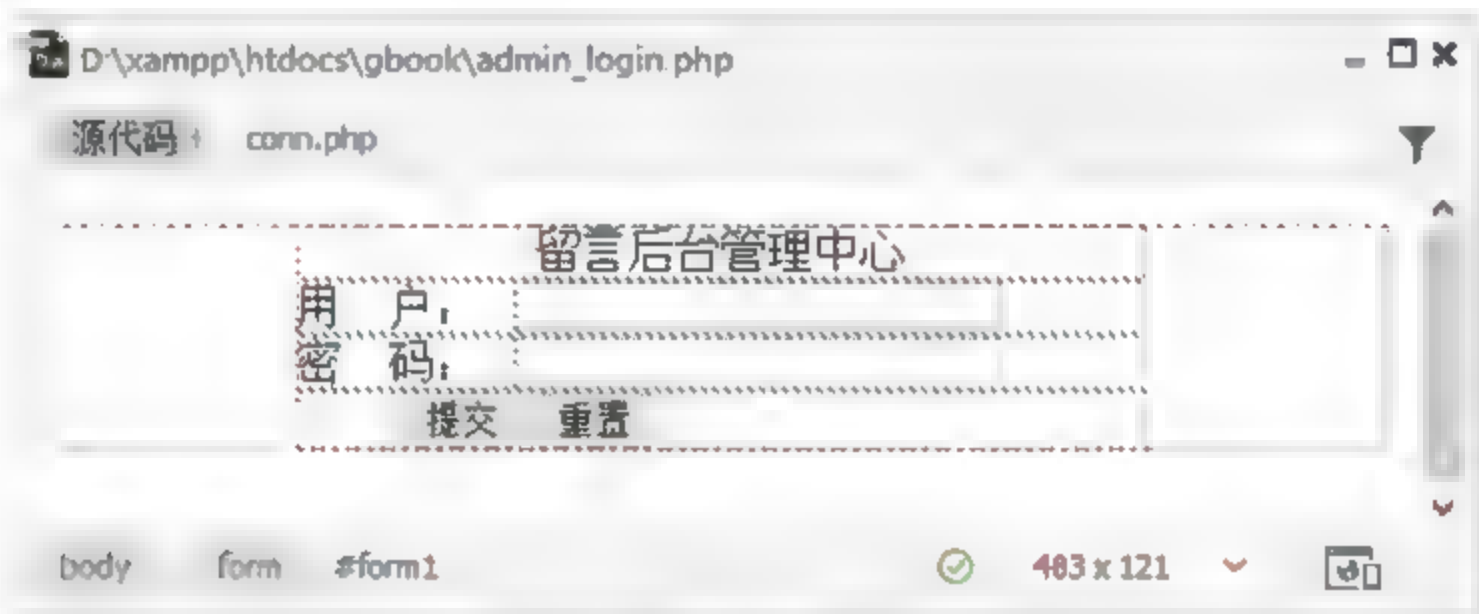 D:\xampp\htdocs\gbook\admin_login.php
源代码 conn.php
留言后台管理中心
用 户：
密 码：
提交 重置
body form #form1 483 x 121